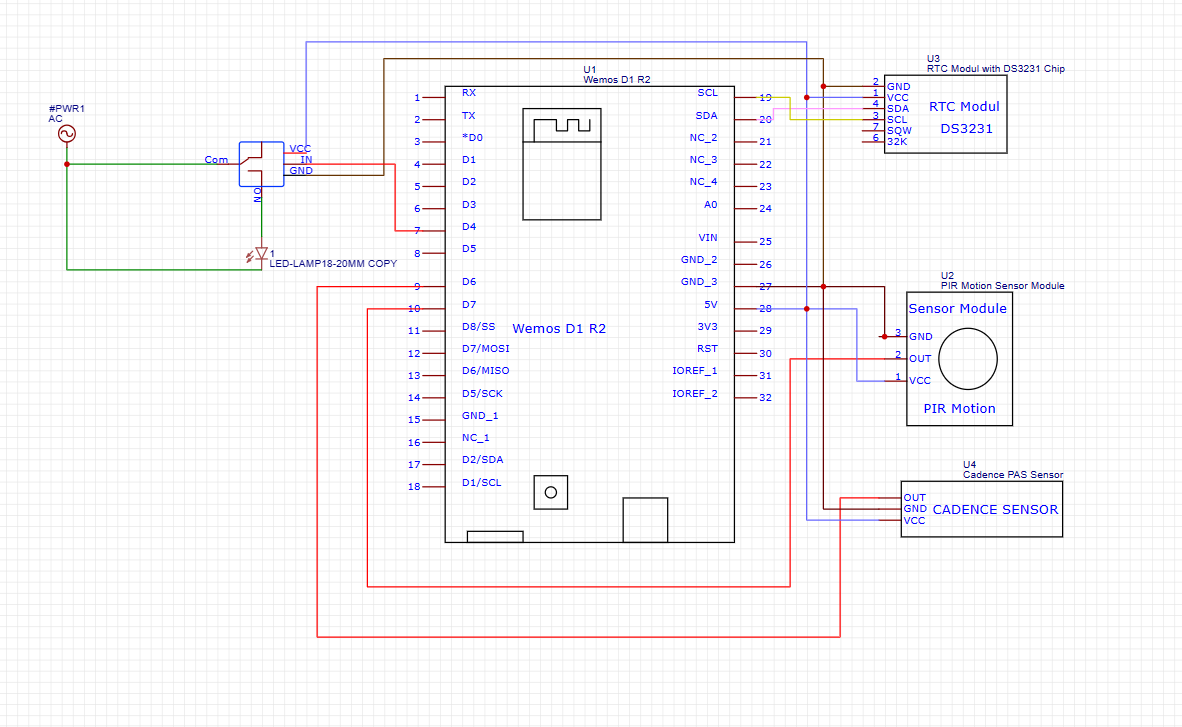 #PWR1
AC
Com
VCC
IN
GND
NO
1
LED-LAMP18-20MM COPY
U1
Wemos D1 R2
1 RX
2 TX
3 *D0
4 D1
5 D2
6 D3
7 D4
8 D5
9 D6
10 D7
11 D8/SS
12 D7/MOSI
13 D6/MISO
14 D5/SCK
15 GND_1
16 NC_1
17 D2/SDA
18 D1/SCL
Wemos D1 R2
SCL 19
SDA 20
NC_2 21
NC_3 22
NC_4 23
A0 24
VIN 25
GND_2 26
GND_3 27
5V 28
3V3 29
RST 30
IOREF_1 31
IOREF_2 32
U3
RTC Modul with DS3231 Chip
2 GND
1 VCC
4 SDA
3 SCL
7 SQW
6 32K
RTC Modul
DS3231
U2
PIR Motion Sensor Module
Sensor Module
3 GND
2 OUT
1 VCC
PIR Motion
U4
Cadence PAS Sensor
OUT
GND
VCC
CADENCE SENSOR